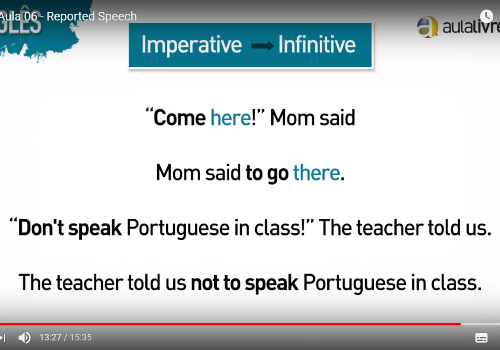 Aula 06 - Reported Speech
GLÊS
aulalivre
Imperative Infinitive
“Come here!” Mom said
Mom said to go there.
“Don't speak Portuguese in class!” The teacher told us.
The teacher told us not to speak Portuguese in class.
13:27 / 15:35